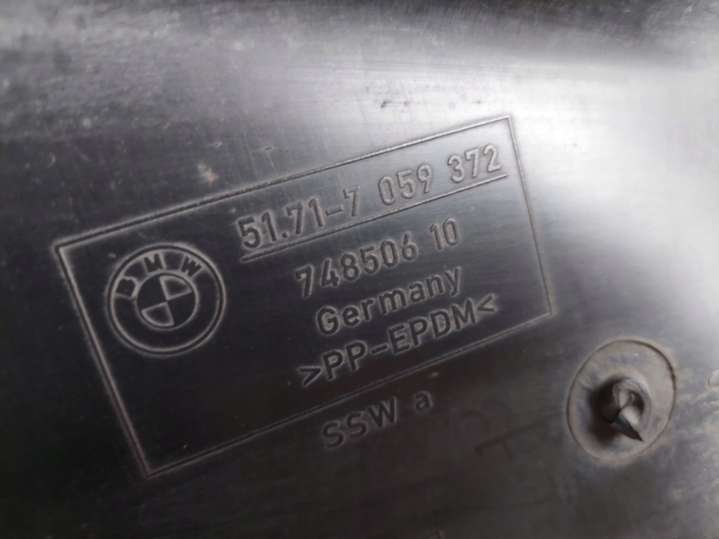 BMW
51.71-7 059 372
748506 10
Germany
>PP-EPDM<
SSW a